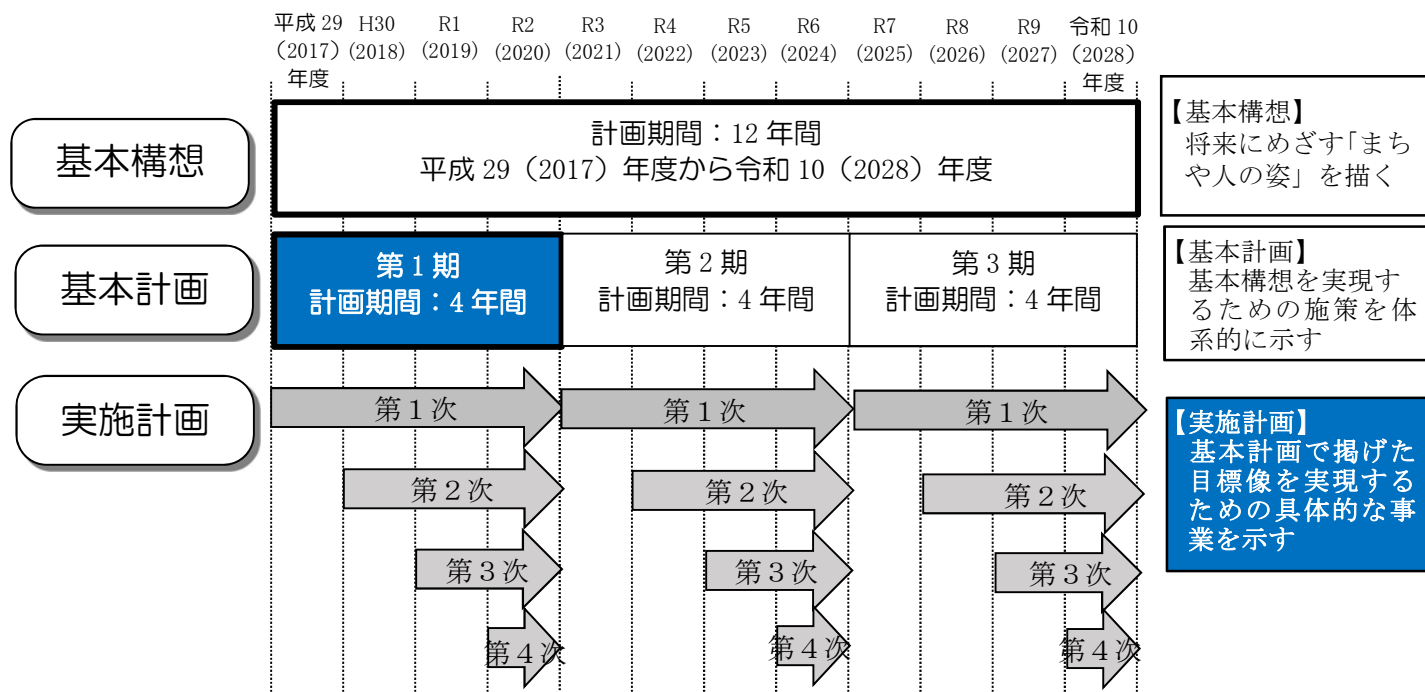 平成 29 H30 R1 R2 R3 R4 R5 R6 R7 R8 R9 令和 10
（2017） (2018) (2019) (2020) (2021) (2022) (2023) (2024) (2025) (2026) (2027) （2028）
年度 年度
基本構想
計画期間：12 年間
平成 29（2017）年度から令和 10（2028）年度
【基本構想】
将来にめざす「まち
や人の姿」を描く
基本計画
第 1 期
計画期間：4 年間
第 2 期
計画期間：4 年間
第 3 期
計画期間：4 年間
【基本計画】
基本構想を実現す
るための施策を体
系的に示す
実施計画
第１次 第１次 第１次
第２次 第２次 第２次
第３次 第３次 第３次
第４次 第４次 第４次
【実施計画】
基本計画で掲げた
目標像を実現する
ための具体的な事
業を示す